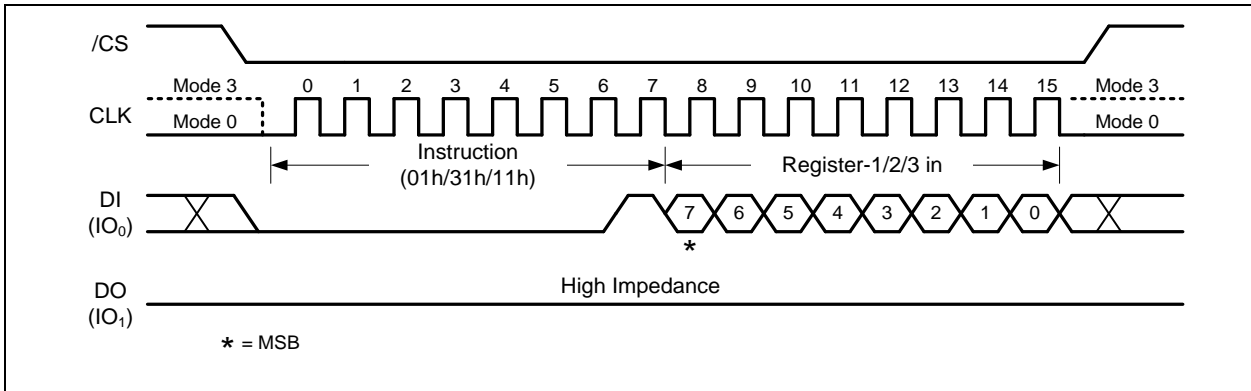 /CS
Mode 3 0 1 2 3 4 5 6 7 8 9 10 11 12 13 14 15 Mode 3
CLK
Mode 0 Mode 0
Instruction
(01h/31h/11h)
Register-1/2/3 in
DI
(IO₀)
7 6 5 4 3 2 1 0
*
DO
(IO₁)
High Impedance
* = MSB